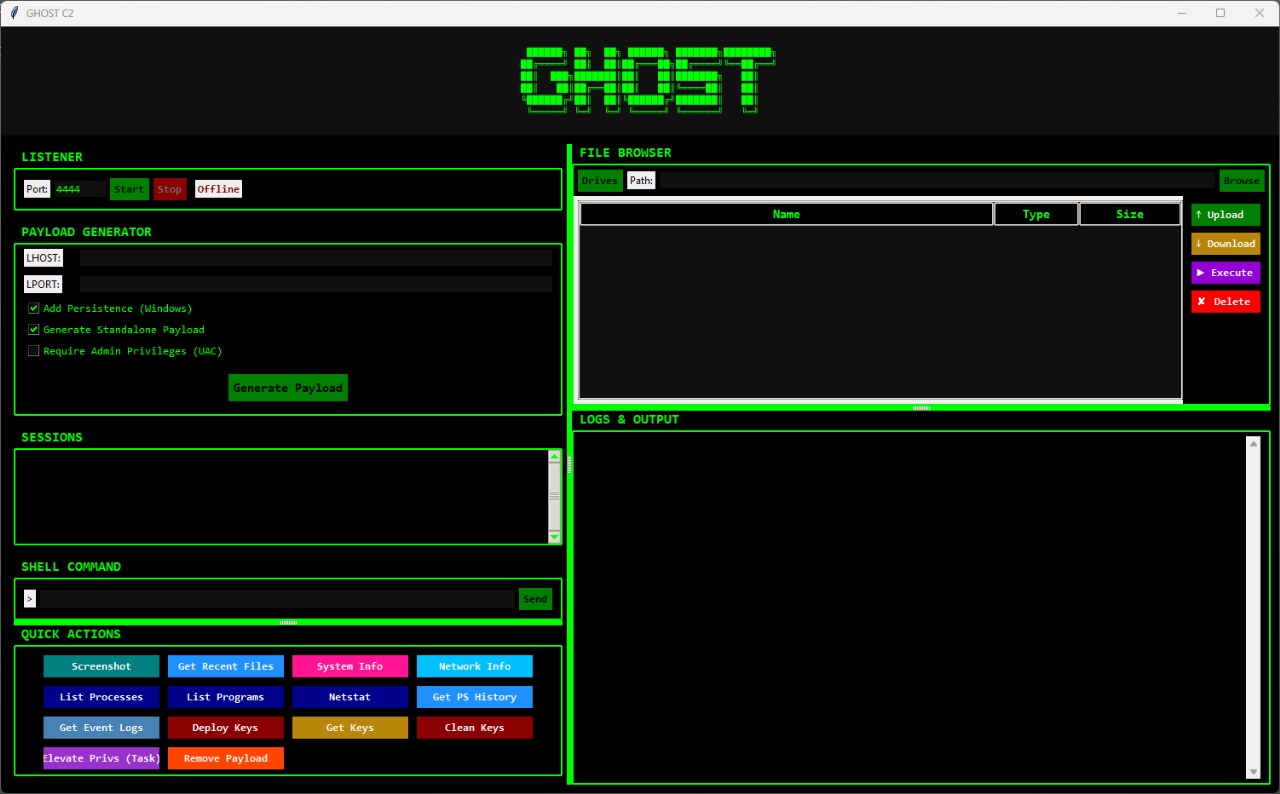 GHOST C2
GHOST
LISTENER
Port: 4444 Start Stop Offline
PAYLOAD GENERATOR
LHOST:
LPORT:
Add Persistence (Windows)
Generate Standalone Payload
Require Admin Privileges (UAC)
Generate Payload
SESSIONS
SHELL COMMAND
> Send
QUICK ACTIONS
Screenshot Get Recent Files System Info Network Info
List Processes List Programs Netstat Get PS History
Get Event Logs Deploy Keys Get Keys Clean Keys
Elevate Privs (Task) Remove Payload
FILE BROWSER
Drives Path: Browse
Name Type Size
↑ Upload
↓ Download
▶ Execute
✘ Delete
LOGS & OUTPUT